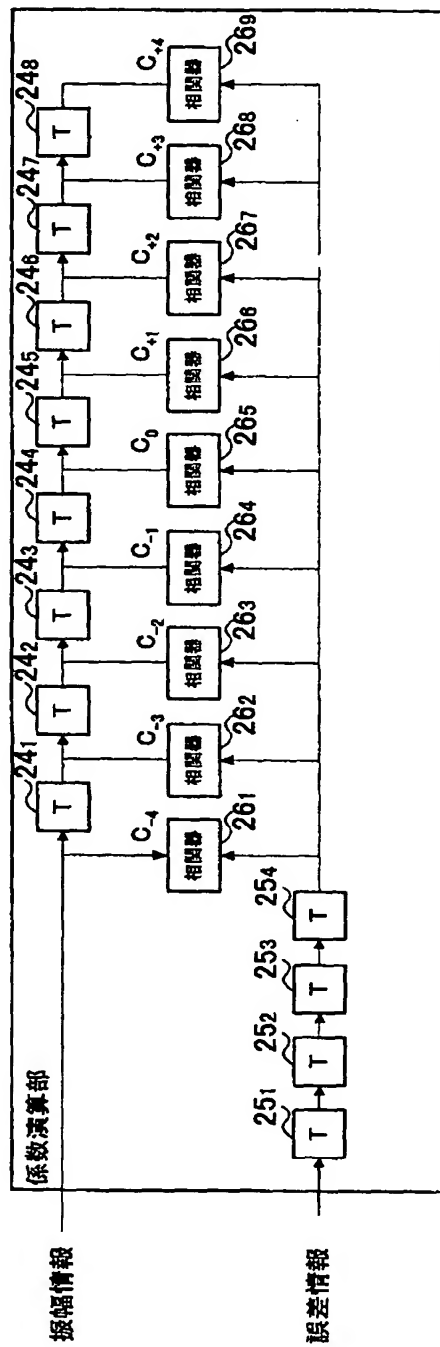 係数演算部
振幅情報
241
242
243
244
245
246
247
248
T
T
T
T
T
T
T
T
C-4
C-3
C-2
C-1
C0
C+1
C+2
C+3
C+4
相関器
相関器
相関器
相関器
相関器
相関器
相関器
相関器
相関器
261
262
263
264
265
266
267
268
269
251
252
253
254
T
T
T
T
誤差情報